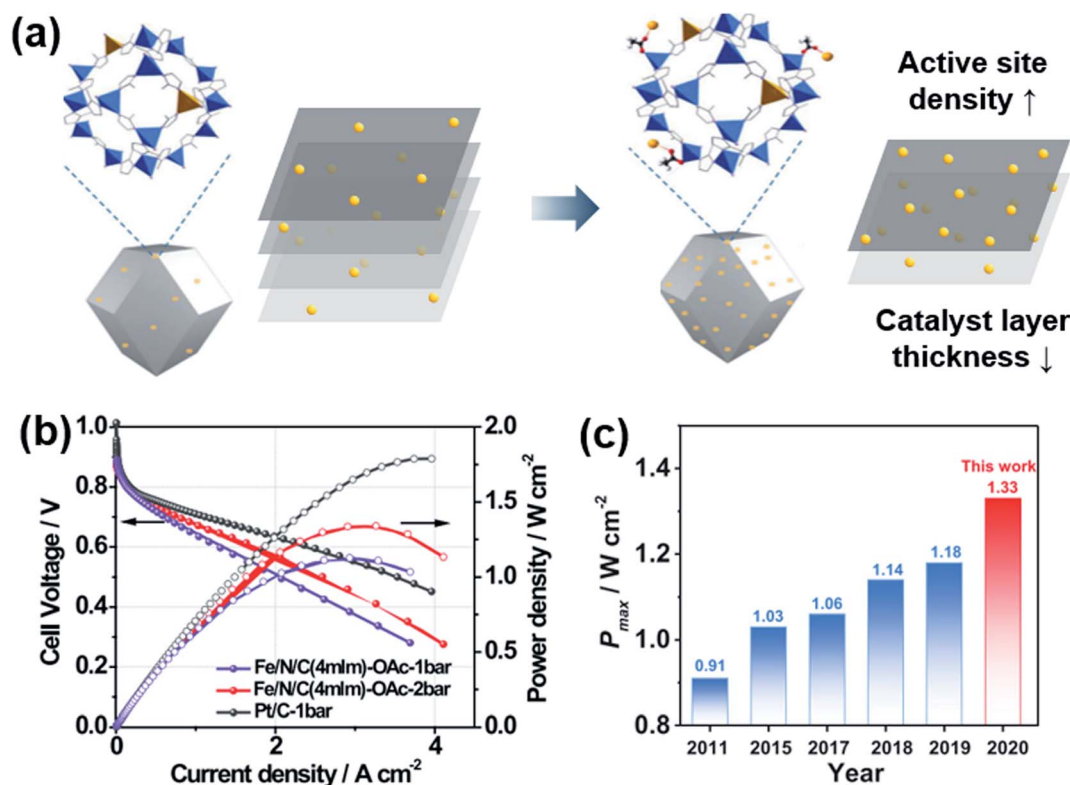 (a)
Active site
density ↑
Catalyst layer
thickness ↓
(b)
1.0
0.8
0.6
0.4
0.2
0.0
Cell Voltage / V
2.0
1.5
1.0
0.5
0.0
Power density / W cm⁻²
Fe/N/C(4mIm)-OAc-1bar
Fe/N/C(4mIm)-OAc-2bar
Pt/C-1bar
0 2 4
Current density / A cm⁻²
(c)
1.4
1.2
1.0
0.8
P max / W cm⁻²
This work
0.91
1.03
1.06
1.14
1.18
1.33
2011 2015 2017 2018 2019 2020
Year